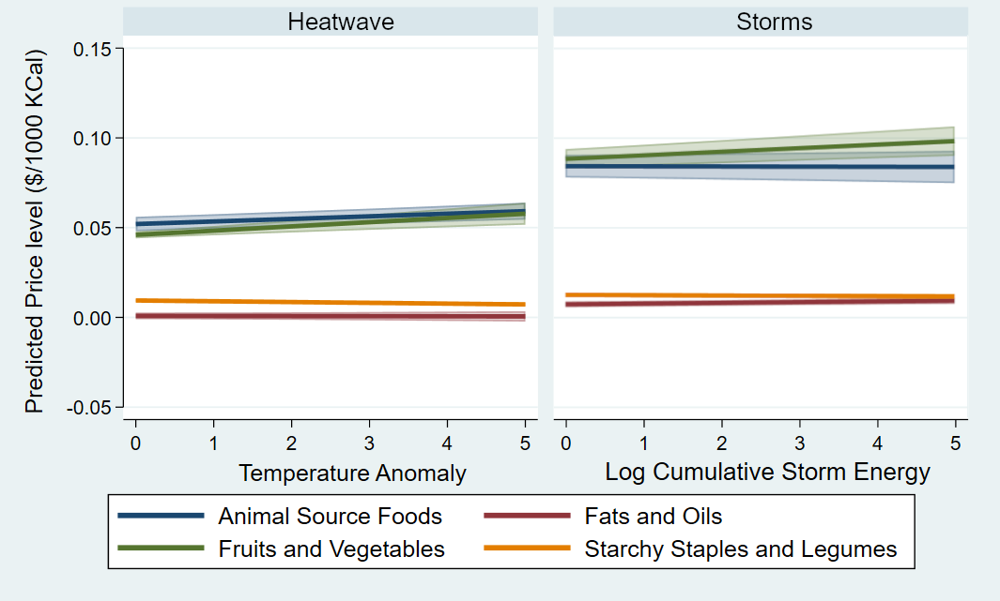 Heatwave
Storms
Predicted Price level ($/1000 KCal)
0.15
0.10
0.05
0.00
-0.05
0 1 2 3 4 5
0 1 2 3 4 5
Temperature Anomaly
Log Cumulative Storm Energy
Animal Source Foods
Fats and Oils
Fruits and Vegetables
Starchy Staples and Legumes